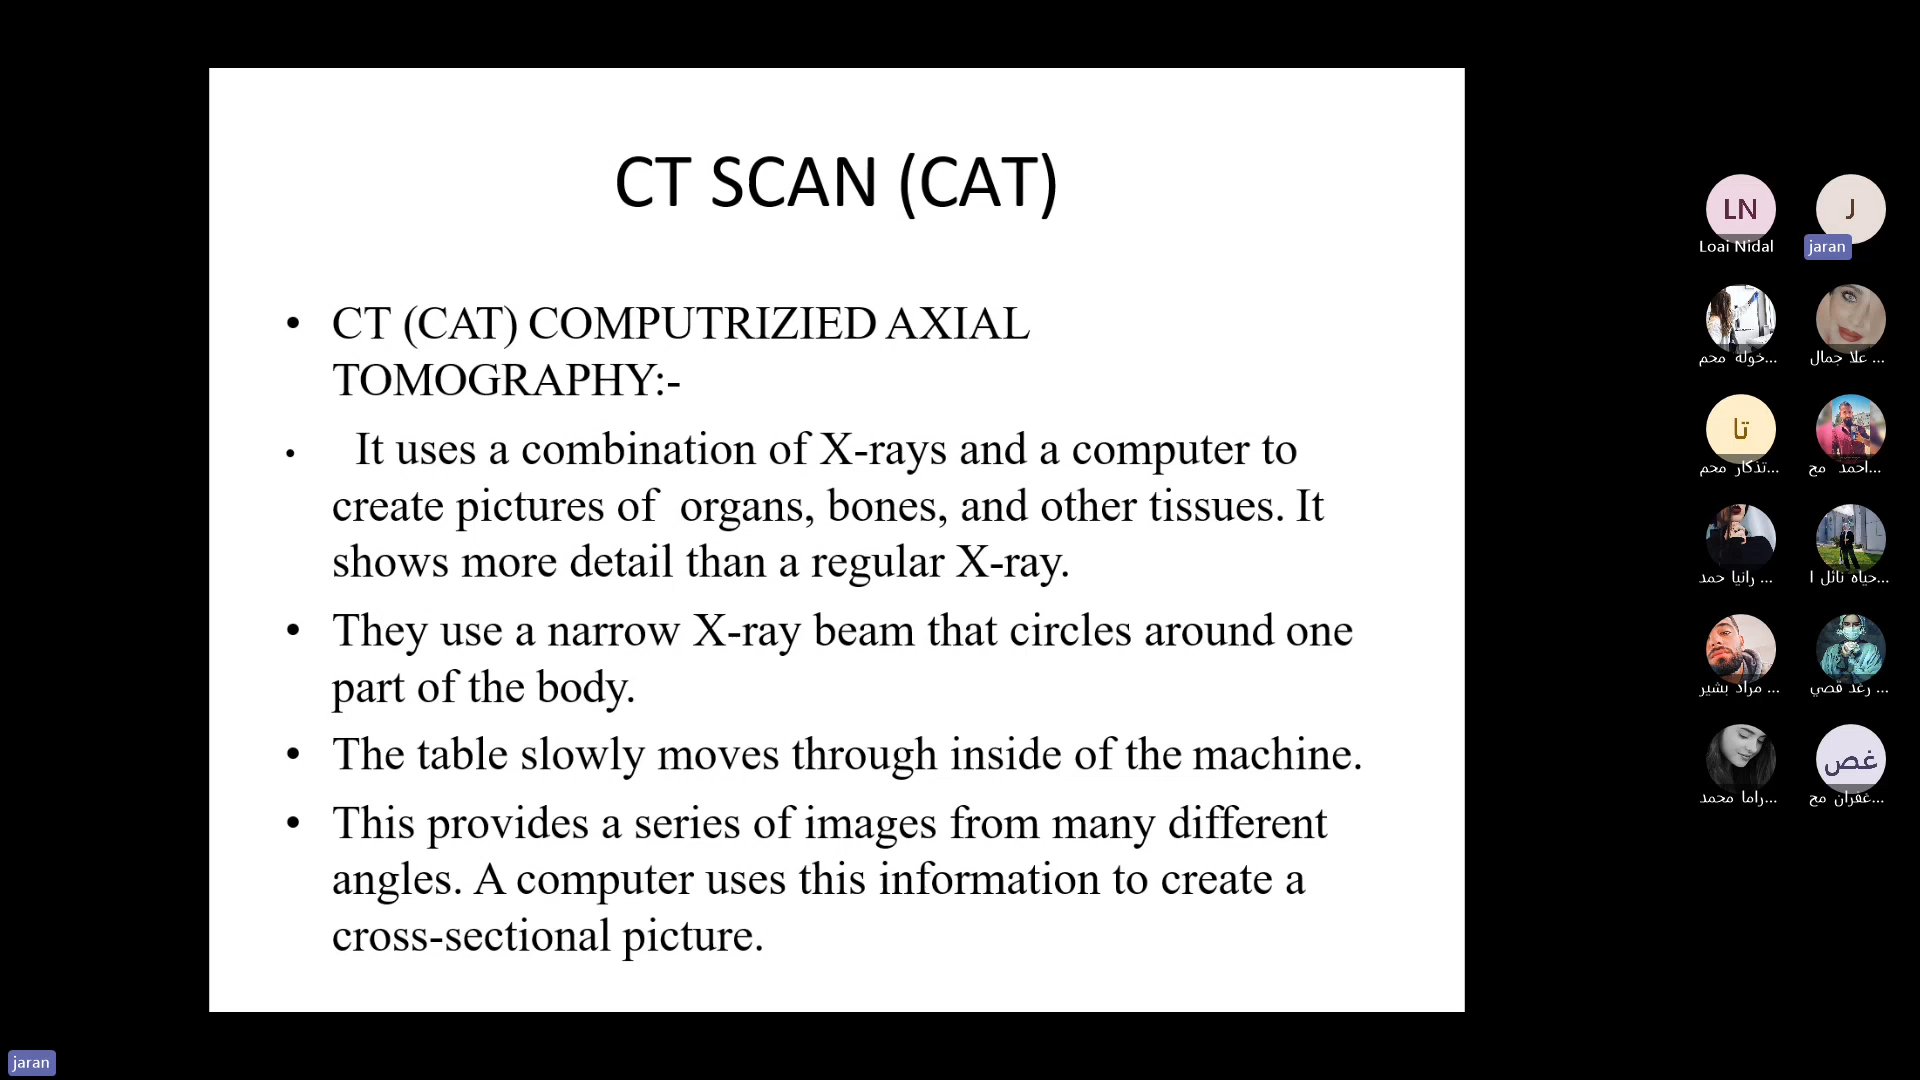 CT SCAN (CAT)
• CT (CAT) COMPUTRIZIED AXIAL
TOMOGRAPHY:-
• It uses a combination of X-rays and a computer to
create pictures of organs, bones, and other tissues. It
shows more detail than a regular X-ray.
• They use a narrow X-ray beam that circles around one
part of the body.
• The table slowly moves through inside of the machine.
• This provides a series of images from many different
angles. A computer uses this information to create a
cross-sectional picture.
LN
Loai Nidal
J
jaran
خوله محم...
علا جمال ...
تا
تذكار محم...
احمد مح...
رانيا حمد ...
حياه نائل ا...
مراد بشير ...
رغد قصي ...
راما محمد...
غص
غفران مح...
jaran